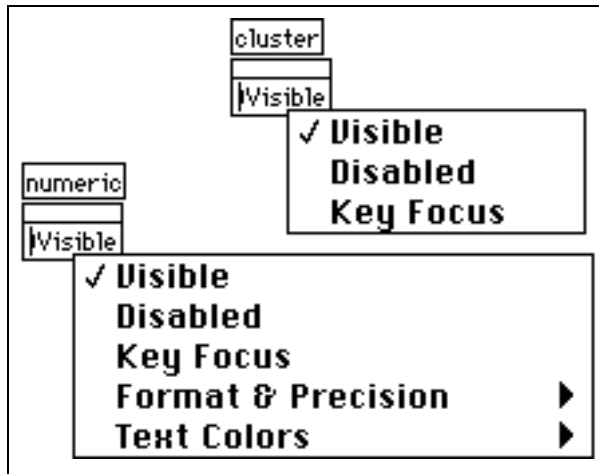 cluster
Visible
✓ Visible
Disabled
Key Focus
numeric
Visible
✓ Visible
Disabled
Key Focus
Format & Precision
Text Colors